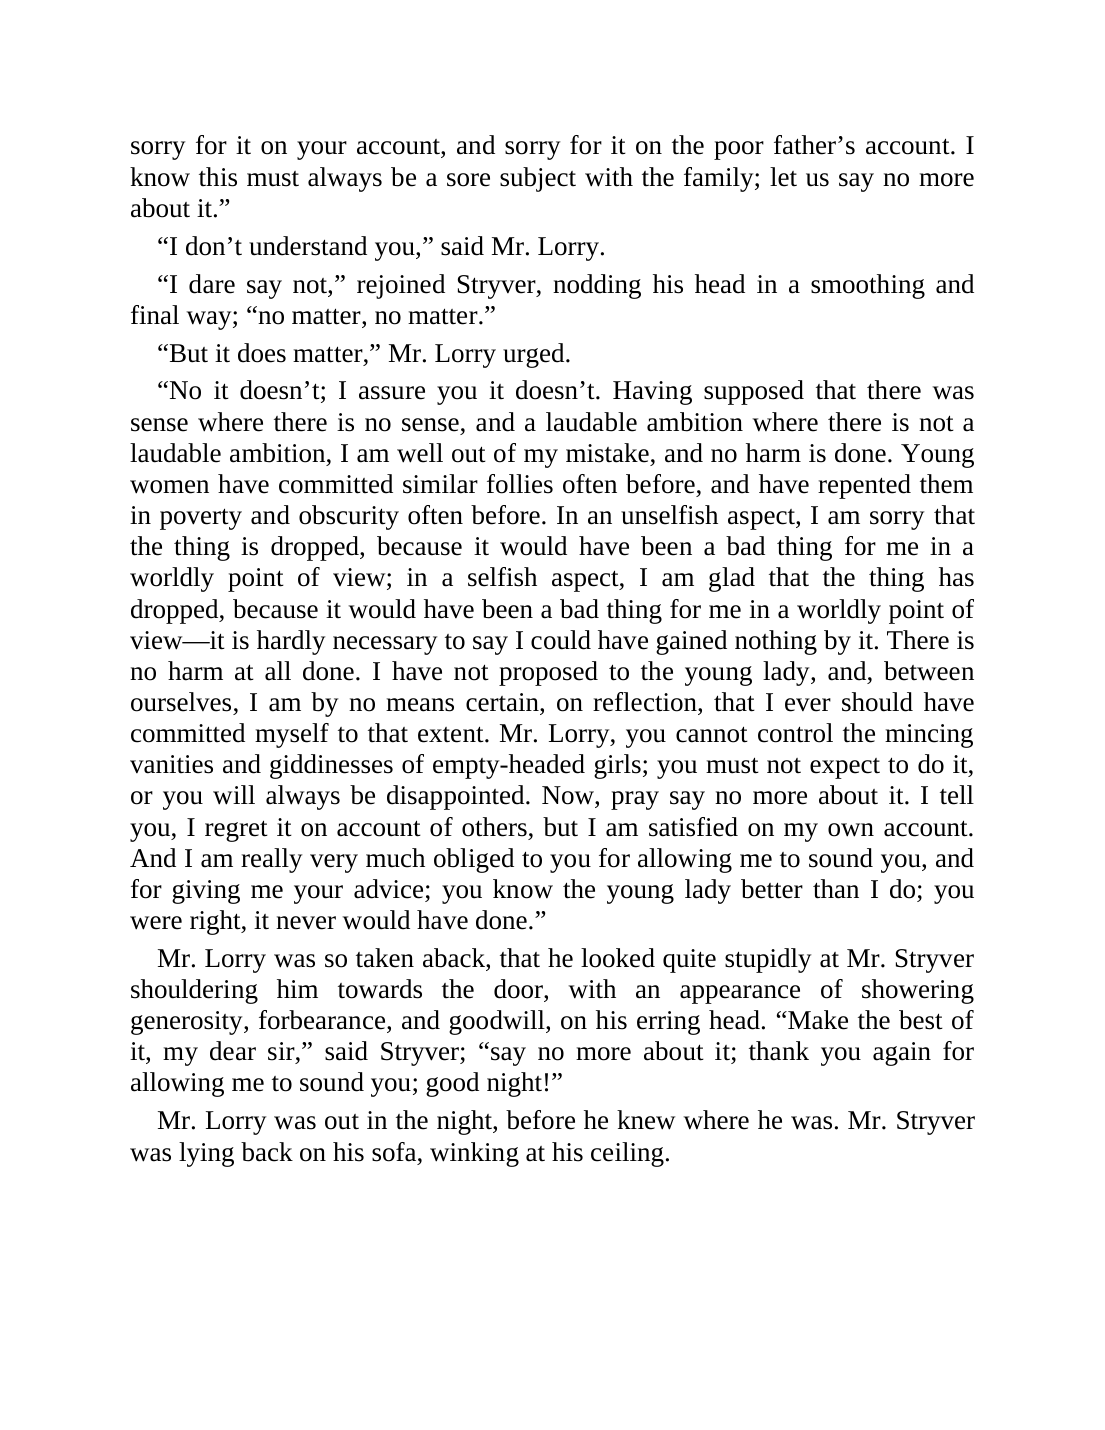 sorry for it on your account, and sorry for it on the poor father’s account. I
know this must always be a sore subject with the family; let us say no more
about it.”
“I don’t understand you,” said Mr. Lorry.
“I dare say not,” rejoined Stryver, nodding his head in a smoothing and
final way; “no matter, no matter.”
“But it does matter,” Mr. Lorry urged.
“No it doesn’t; I assure you it doesn’t. Having supposed that there was
sense where there is no sense, and a laudable ambition where there is not a
laudable ambition, I am well out of my mistake, and no harm is done. Young
women have committed similar follies often before, and have repented them
in poverty and obscurity often before. In an unselfish aspect, I am sorry that
the thing is dropped, because it would have been a bad thing for me in a
worldly point of view; in a selfish aspect, I am glad that the thing has
dropped, because it would have been a bad thing for me in a worldly point of
view—it is hardly necessary to say I could have gained nothing by it. There is
no harm at all done. I have not proposed to the young lady, and, between
ourselves, I am by no means certain, on reflection, that I ever should have
committed myself to that extent. Mr. Lorry, you cannot control the mincing
vanities and giddinesses of empty-headed girls; you must not expect to do it,
or you will always be disappointed. Now, pray say no more about it. I tell
you, I regret it on account of others, but I am satisfied on my own account.
And I am really very much obliged to you for allowing me to sound you, and
for giving me your advice; you know the young lady better than I do; you
were right, it never would have done.”
Mr. Lorry was so taken aback, that he looked quite stupidly at Mr. Stryver
shouldering him towards the door, with an appearance of showering
generosity, forbearance, and goodwill, on his erring head. “Make the best of
it, my dear sir,” said Stryver; “say no more about it; thank you again for
allowing me to sound you; good night!”
Mr. Lorry was out in the night, before he knew where he was. Mr. Stryver
was lying back on his sofa, winking at his ceiling.